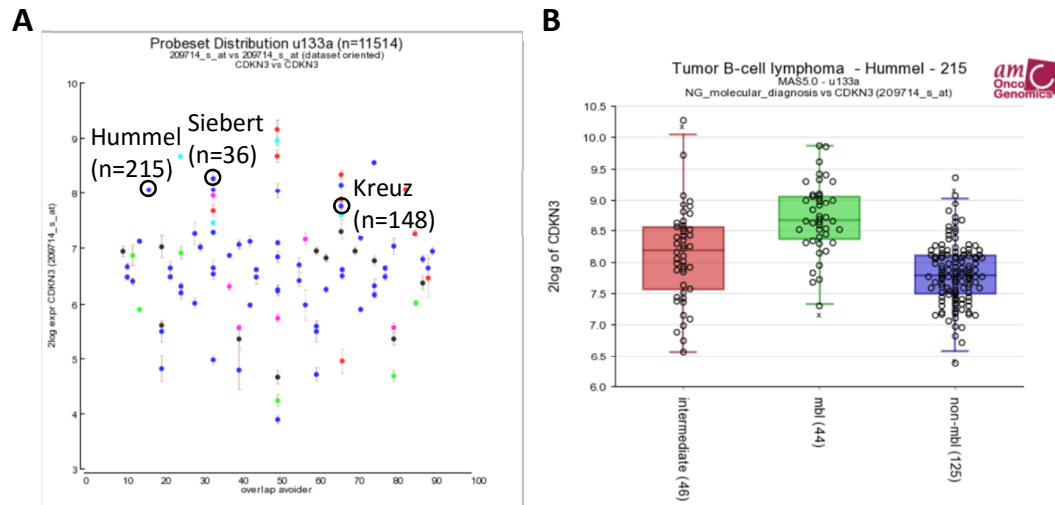 A
Probeset Distribution u133a (n=11514)
209714_s_at vs 209714_s_at (dataset oriented)
CDKN3 vs CDKN3
2log expr CDKN3 (209714_s_at)
10
9
8
7
6
5
4
3
Hummel
(n=215)
Siebert
(n=36)
Kreuz
(n=148)
0 10 20 30 40 50 60 70 80 90 100
overlap avoider
B
Tumor B-cell lymphoma - Hummel - 215
MAS5.0 - u133a
NG_molecular_diagnosis vs CDKN3 (209714_s_at)
amc
Onco
Genomics
2log of CDKN3
10.5
10.0
9.5
9.0
8.5
8.0
7.5
7.0
6.5
6.0
intermediate (46)
mbl (44)
non-mbl (125)